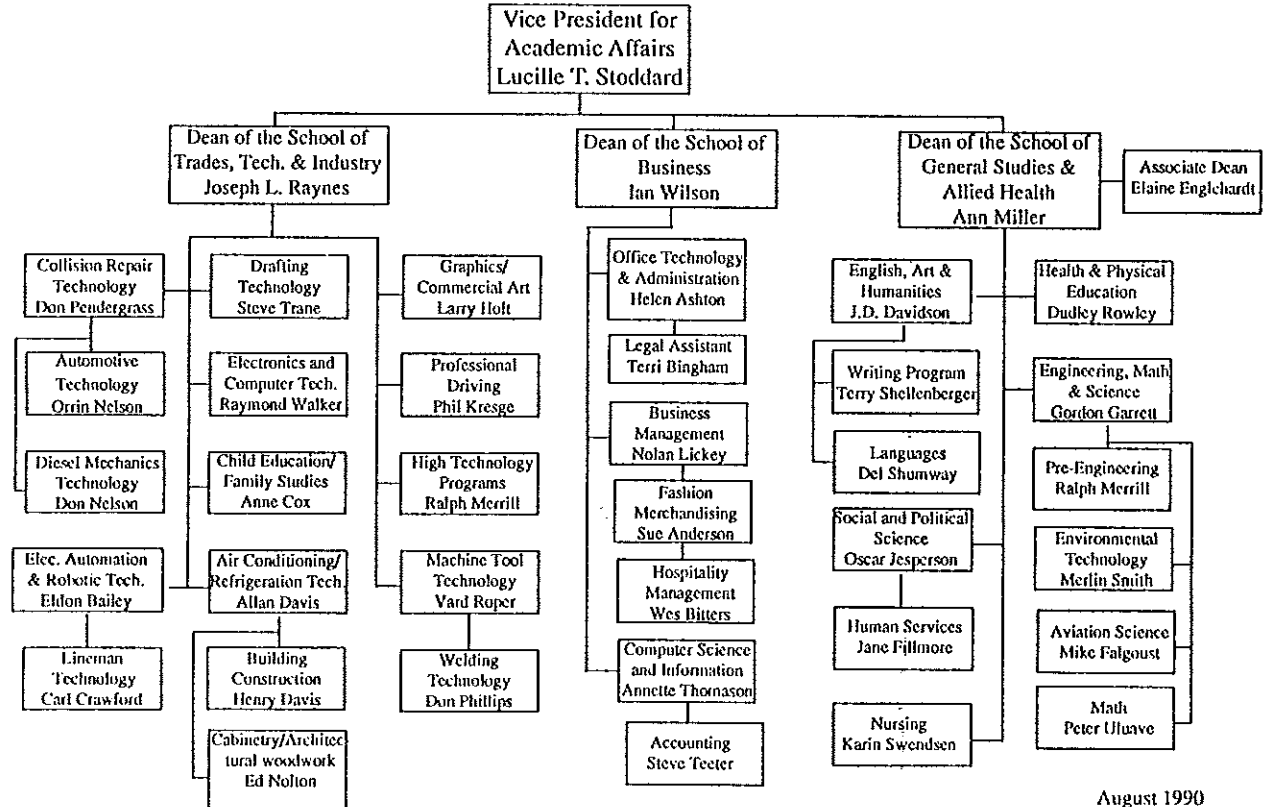 Vice President for
Academic Affairs
Lucille T. Stoddard
Dean of the School of
Trades, Tech. & Industry
Joseph L. Raynes
Dean of the School of
Business
Ian Wilson
Dean of the School of
General Studies &
Allied Health
Ann Miller
Associate Dean
Elaine Englehardt
Collision Repair
Technology
Don Pendergrass
Automotive
Technology
Orrin Nelson
Diesel Mechanics
Technology
Don Nelson
Elec. Automation
& Robotic Tech.
Eldon Bailey
Lineman
Technology
Carl Crawford
Drafting
Technology
Steve Trane
Electronics and
Computer Tech.
Raymond Walker
Child Education/
Family Studies
Anne Cox
Air Conditioning/
Refrigeration Tech.
Allan Davis
Building
Construction
Henry Davis
Cabinetry/Architec
tural woodwork
Ed Nolton
Graphics/
Commercial Art
Larry Holt
Professional
Driving
Phil Kresge
High Technology
Programs
Ralph Merrill
Machine Tool
Technology
Vard Roper
Welding
Technology
Don Phillips
Office Technology
& Administration
Helen Ashton
Legal Assistant
Terri Bingham
Business
Management
Nolan Lickey
Fashion
Merchandising
Sue Anderson
Hospitality
Management
Wes Bitters
Computer Science
and Information
Annette Thornason
Accounting
Steve Teeter
English, Art &
Humanities
J.D. Davidson
Writing Program
Terry Shellenberger
Languages
Del Shumway
Social and Political
Science
Oscar Jesperson
Human Services
Jane Fillmore
Nursing
Karin Swendsen
Health & Physical
Education
Dudley Rowley
Engineering, Math
& Science
Gordon Garrett
Pre-Engineering
Ralph Merrill
Environmental
Technology
Merlin Smith
Aviation Science
Mike Falgoust
Math
Peter Uluave
August 1990